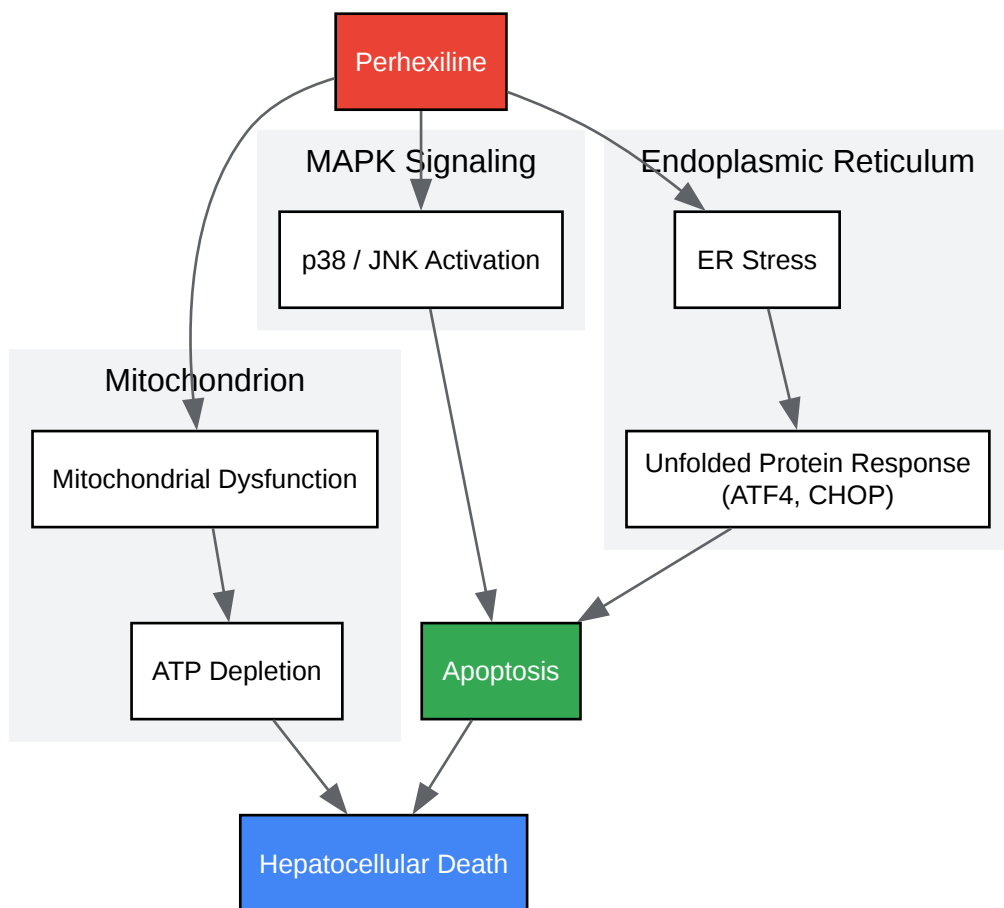 Perhexiline
MAPK Signaling
Endoplasmic Reticulum
p38 / JNK Activation
ER Stress
Mitochondrion
Mitochondrial Dysfunction
Unfolded Protein Response
(ATF4, CHOP)
ATP Depletion
Apoptosis
Hepatocellular Death